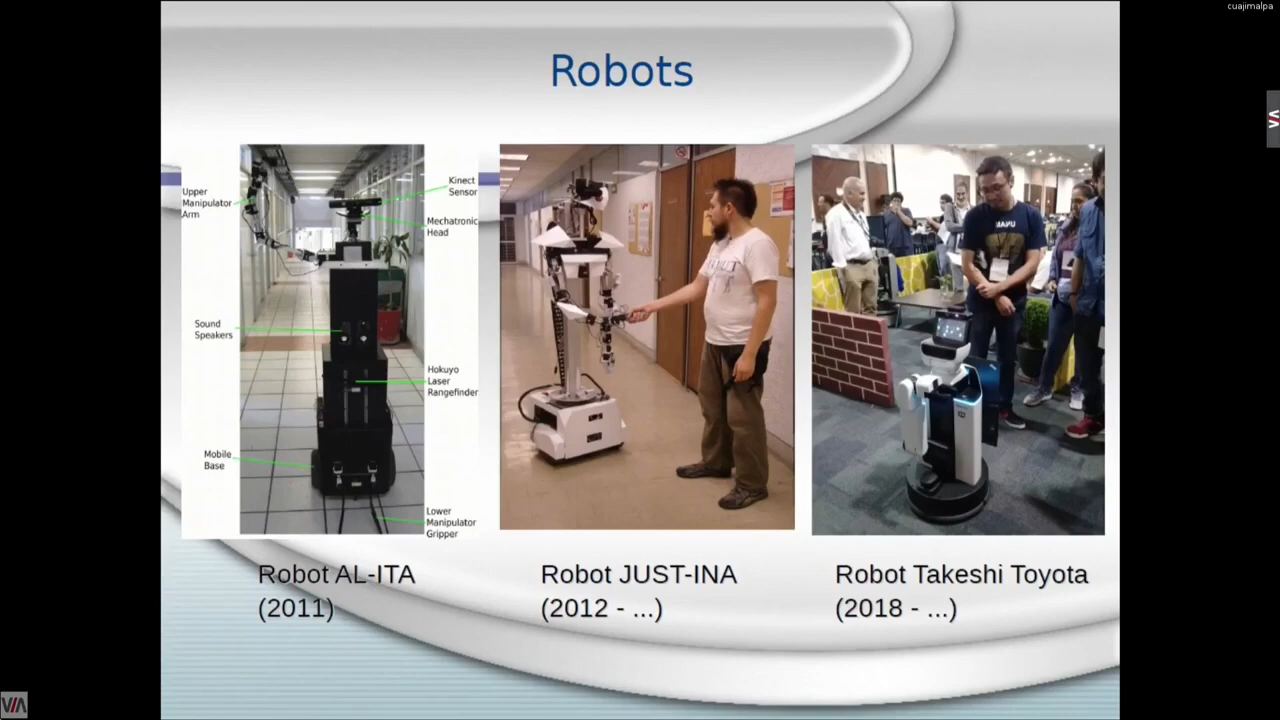 cuajimalpa
Robots
Upper
Manipulator
Arm
Kinect
Sensor
Mechatronic
Head
Sound
Speakers
Hokuyo
Laser
Rangefinder
Mobile
Base
Lower
Manipulator
Gripper
Robot AL-ITA
(2011)
Robot JUST-INA
(2012 - ...)
Robot Takeshi Toyota
(2018 - ...)
VIA